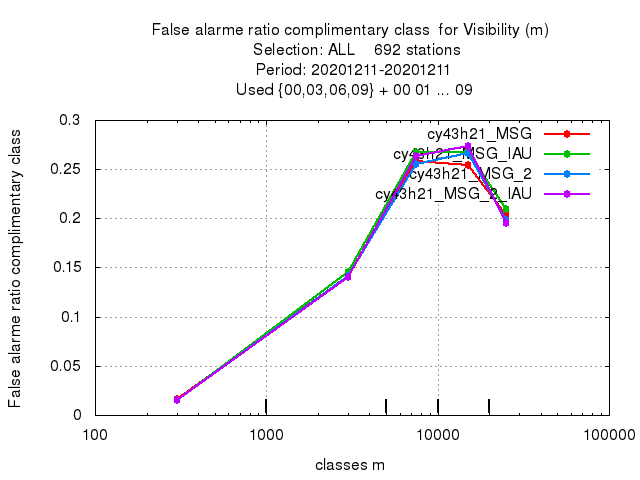 False alarme ratio complimentary class  for Visibility (m)
Selection: ALL    692 stations
Period: 20201211-20201211
Used {00,03,06,09} + 00 01 ... 09
False alarme ratio complimentary class
0.3
0.25
0.2
0.15
0.1
0.05
0
cy43h21_MSG
cy43h21_MSG_IAU
cy43h21_MSG_2
cy43h21_MSG_2_IAU
100 1000 10000 100000
classes m